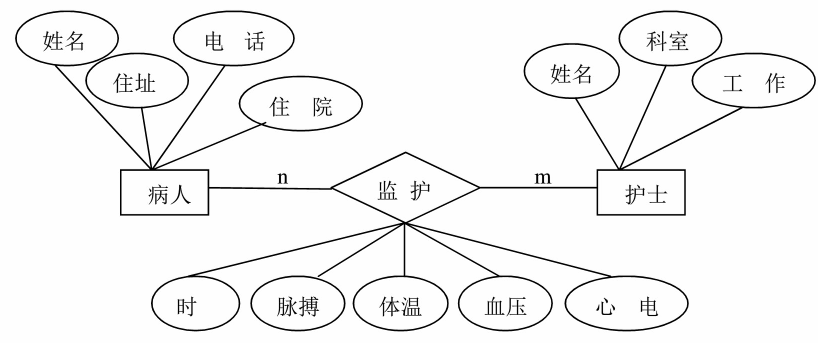 姓名
电 话
科室
住址
姓名
工 作
住 院
n
m
病人
监 护
护士
时
脉搏
体温
血压
心 电